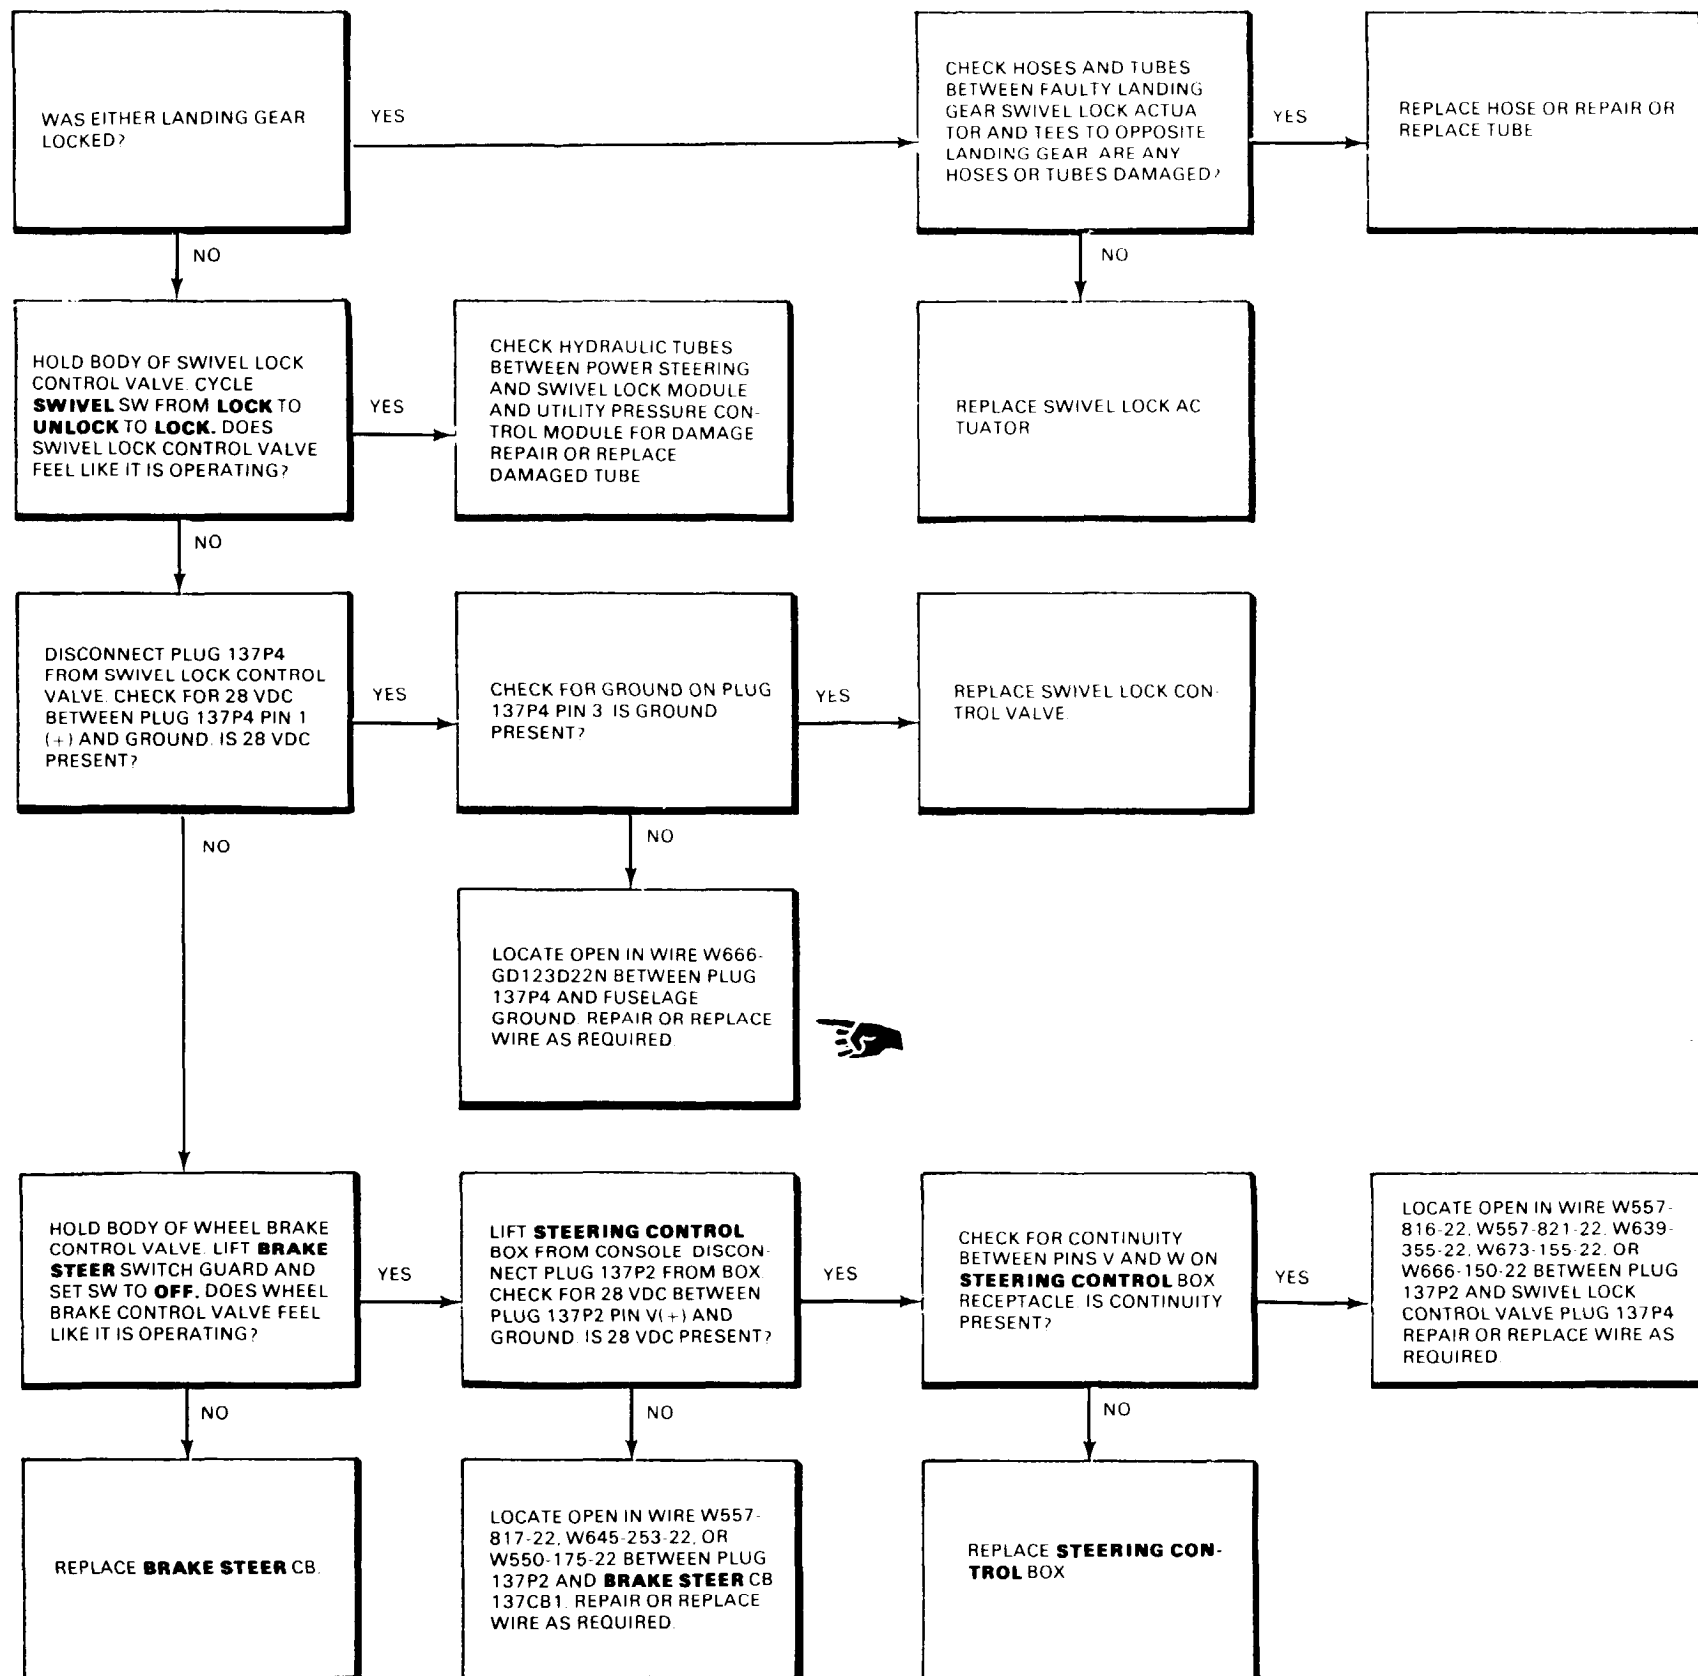 WAS EITHER LANDING GEAR
LOCKED?
YES
CHECK HOSES AND TUBES
BETWEEN FAULTY LANDING
GEAR SWIVEL LOCK ACTUA
TOR AND TEES TO OPPOSITE
LANDING GEAR ARE ANY
HOSES OR TUBES DAMAGED?
YES
REPLACE HOSE OR REPAIR OR
REPLACE TUBE
NO
NO
HOLD BODY OF SWIVEL LOCK
CONTROL VALVE. CYCLE
SWIVEL SW FROM LOCK TO
UNLOCK TO LOCK. DOES
SWIVEL LOCK CONTROL VALVE
FEEL LIKE IT IS OPERATING?
YES
CHECK HYDRAULIC TUBES
BETWEEN POWER STEERING
AND SWIVEL LOCK MODULE
AND UTILITY PRESSURE CON-
TROL MODULE FOR DAMAGE
REPAIR OR REPLACE
DAMAGED TUBE
REPLACE SWIVEL LOCK AC
TUATOR
NO
DISCONNECT PLUG 137P4
FROM SWIVEL LOCK CONTROL
VALVE. CHECK FOR 28 VDC
BETWEEN PLUG 137P4 PIN 1
(+) AND GROUND. IS 28 VDC
PRESENT?
YES
CHECK FOR GROUND ON PLUG
137P4 PIN 3 IS GROUND
PRESENT?
YES
REPLACE SWIVEL LOCK CON-
TROL VALVE.
NO
NO
LOCATE OPEN IN WIRE W666-
GD123D22N BETWEEN PLUG
137P4 AND FUSELAGE
GROUND. REPAIR OR REPLACE
WIRE AS REQUIRED.
HOLD BODY OF WHEEL BRAKE
CONTROL VALVE. LIFT BRAKE
STEER SWITCH GUARD AND
SET SW TO OFF. DOES WHEEL
BRAKE CONTROL VALVE FEEL
LIKE IT IS OPERATING?
YES
LIFT STEERING CONTROL
BOX FROM CONSOLE DISCON-
NECT PLUG 137P2 FROM BOX.
CHECK FOR 28 VDC BETWEEN
PLUG 137P2 PIN V(+) AND
GROUND. IS 28 VDC PRESENT?
YES
CHECK FOR CONTINUITY
BETWEEN PINS V AND W ON
STEERING CONTROL BOX
RECEPTACLE. IS CONTINUITY
PRESENT?
YES
LOCATE OPEN IN WIRE W557-
816-22, W557-821-22, W639-
355-22, W673-155-22, OR
W666-150-22 BETWEEN PLUG
137P2 AND SWIVEL LOCK
CONTROL VALVE PLUG 137P4
REPAIR OR REPLACE WIRE AS
REQUIRED.
NO
NO
NO
REPLACE BRAKE STEER CB.
LOCATE OPEN IN WIRE W557-
817-22, W645-253-22, OR
W550-175-22 BETWEEN PLUG
137P2 AND BRAKE STEER CB
137CB1. REPAIR OR REPLACE
WIRE AS REQUIRED.
REPLACE STEERING CON-
TROL BOX